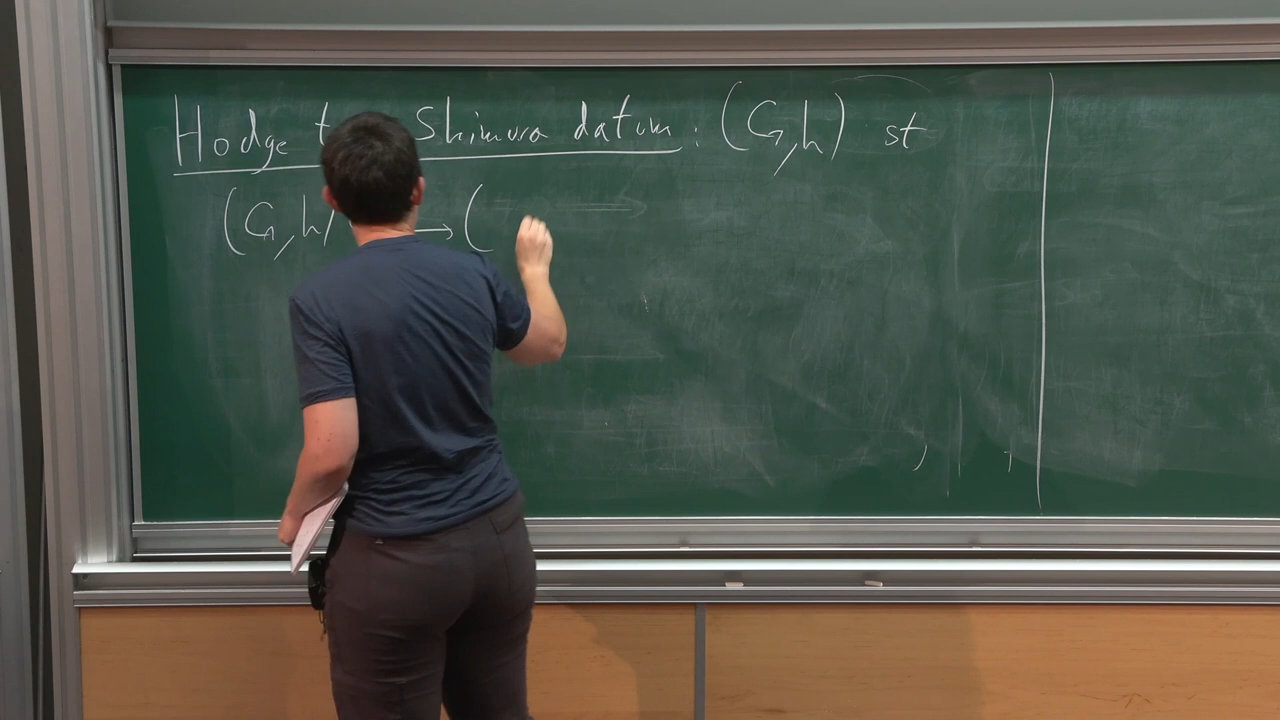 Hodge t Shimura datum : (G,h) st
(G,h) → (